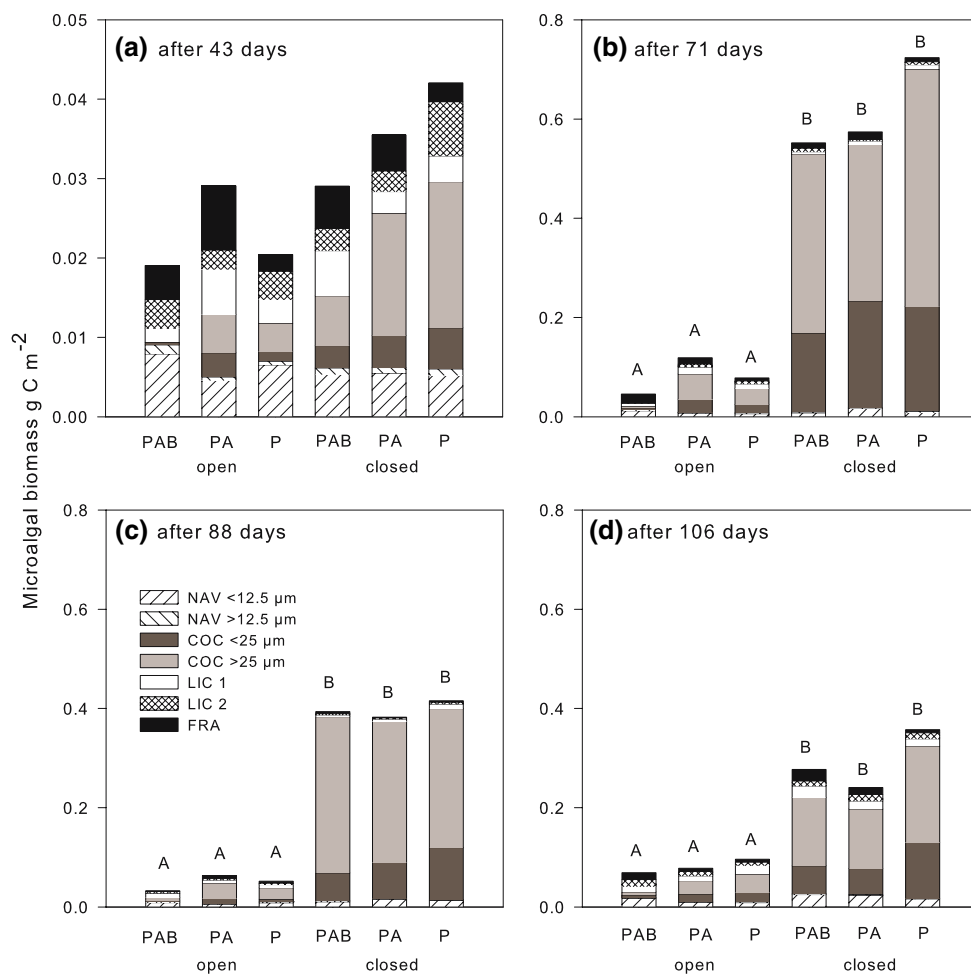 Microalgal biomass g C m⁻²
(a) after 43 days
0.05
0.04
0.03
0.02
0.01
0.00
PAB PA P PAB PA P
open closed
(b) after 71 days
0.8
0.6
0.4
0.2
0.0
A A A B B B
PAB PA P PAB PA P
open closed
(c) after 88 days
0.8
0.6
0.4
0.2
0.0
NAV <12.5 µm
NAV >12.5 µm
COC <25 µm
COC >25 µm
LIC 1
LIC 2
FRA
A A A B B B
PAB PA P PAB PA P
open closed
(d) after 106 days
0.8
0.6
0.4
0.2
0.0
A A A B B B
PAB PA P PAB PA P
open closed